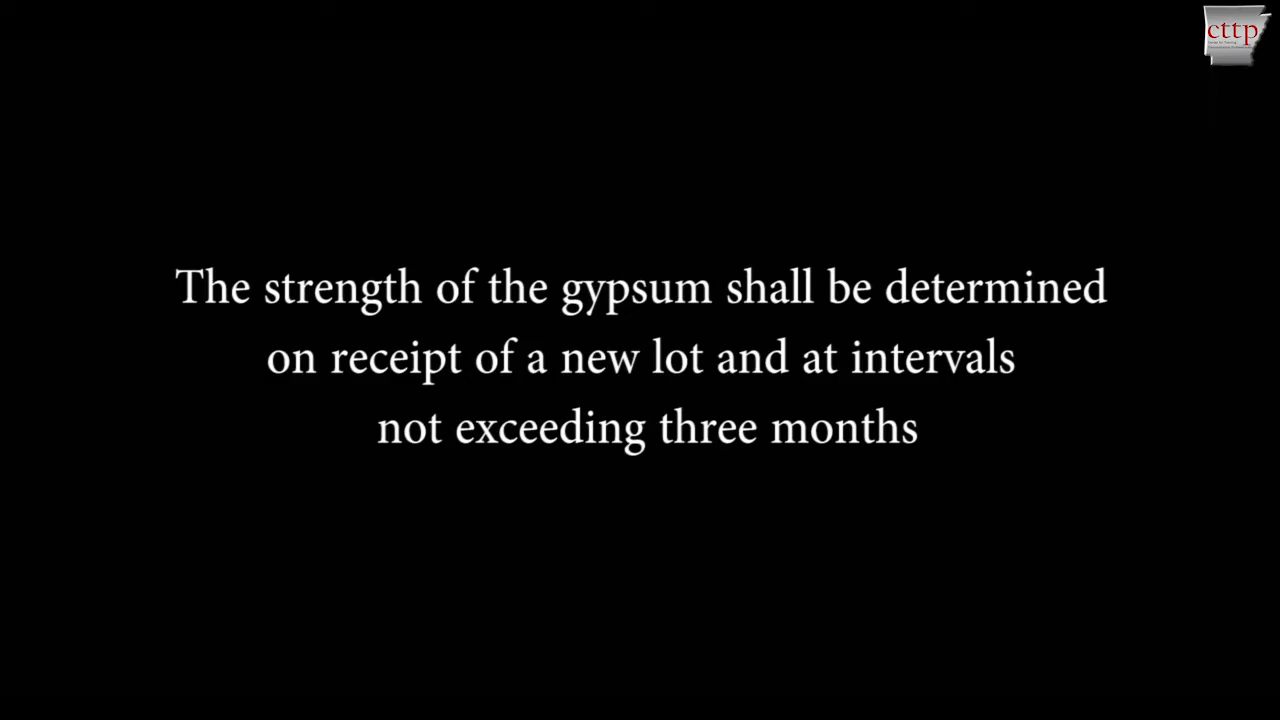 cttp
The strength of the gypsum shall be determined
on receipt of a new lot and at intervals
not exceeding three months